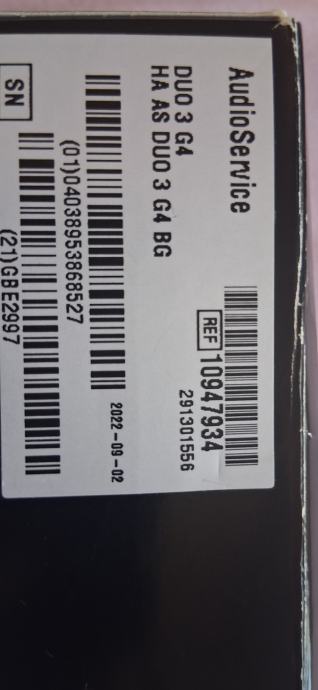 AudioService
DUO 3 G4
HA AS DUO 3 G4 BG
REF 10947934
291301556
2022-09-02
(01)04038953868527
SN
(21)GBE2997